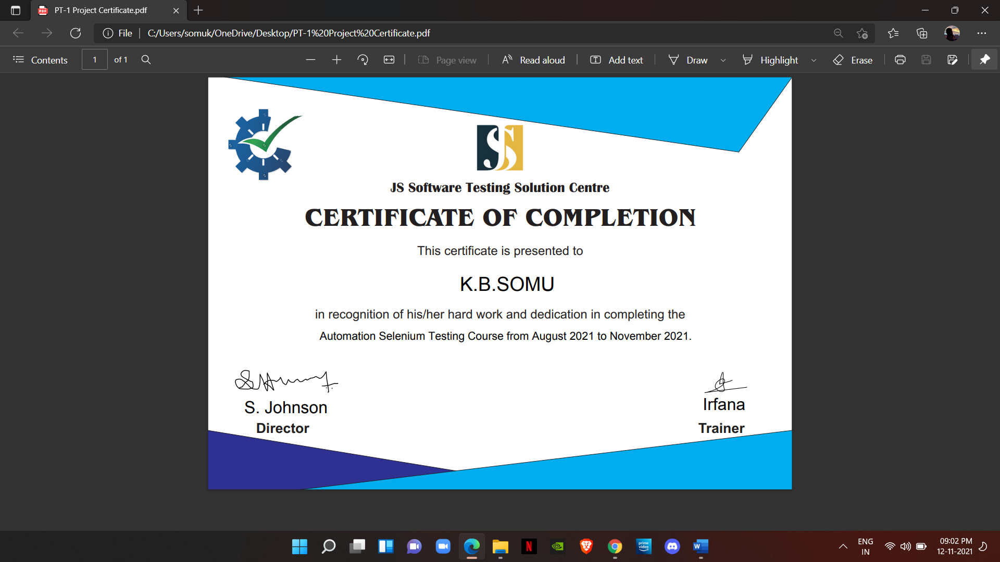 PT-1 Project Certificate.pdf
File C:/Users/somuk/OneDrive/Desktop/PT-1%20Project%20Certificate.pdf
Contents 1 of 1 Page view Read aloud Add text Draw Highlight Erase
JS
JS Software Testing Solution Centre
CERTIFICATE OF COMPLETION
This certificate is presented to
K.B.SOMU
in recognition of his/her hard work and dedication in completing the
Automation Selenium Testing Course from August 2021 to November 2021.
S. Johnson
Director
Irfana
Trainer
prime video
ENG
IN
09:02 PM
12-11-2021